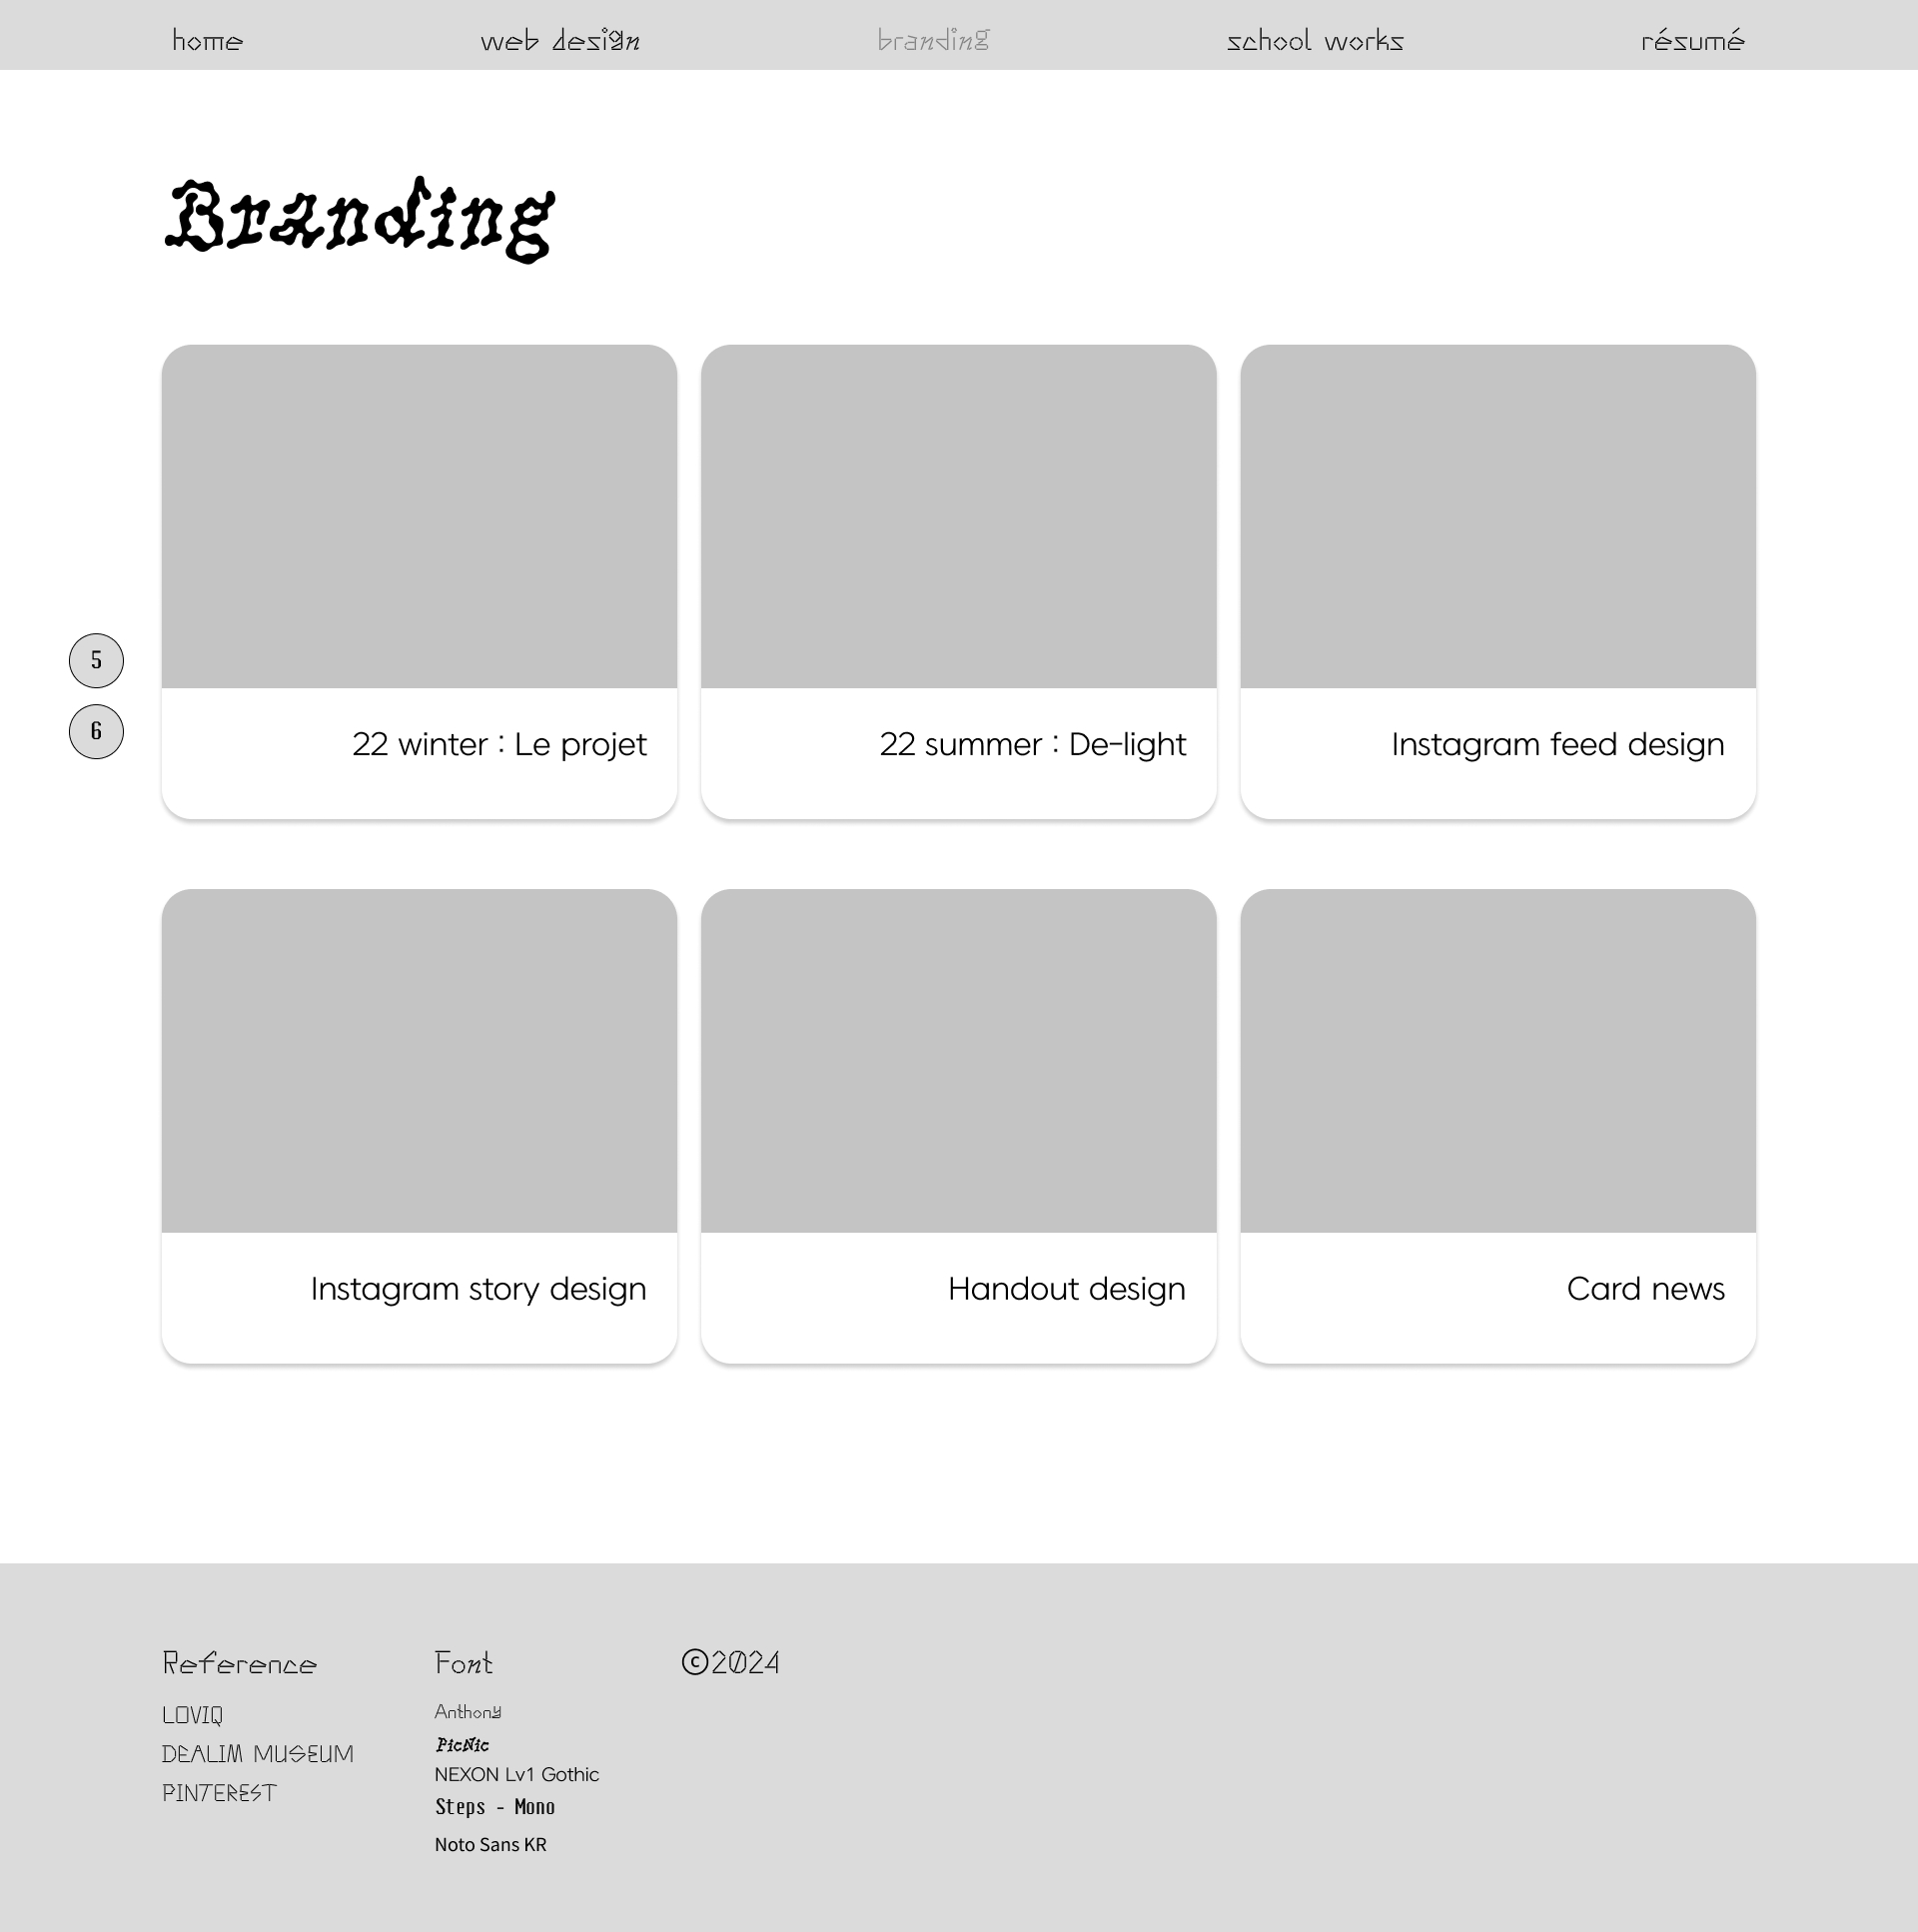 home
web design
branding
school works
résumé
Branding
5
6
22 winter : Le projet
22 summer : De-light
Instagram feed design
Instagram story design
Handout design
Card news
Reference
LOVIQ
DEALIM MUSEUM
PINTEREST
Font
Anthony
PicNic
NEXON Lv1 Gothic
Steps - Mono
Noto Sans KR
©2024